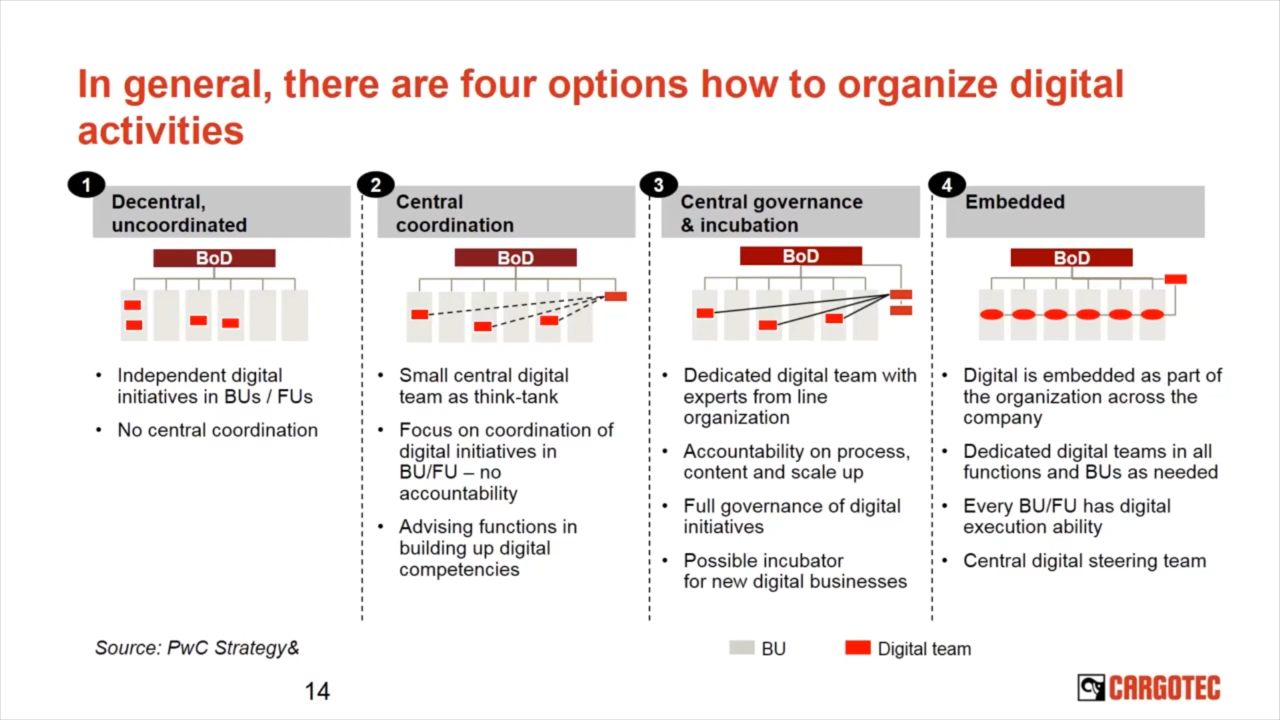 In general, there are four options how to organize digital
activities
1
Decentral,
uncoordinated
BoD
• Independent digital
initiatives in BUs / FUs
• No central coordination
2
Central
coordination
BoD
• Small central digital
team as think-tank
• Focus on coordination of
digital initiatives in
BU/FU – no
accountability
• Advising functions in
building up digital
competencies
3
Central governance
& incubation
BoD
• Dedicated digital team with
experts from line
organization
• Accountability on process,
content and scale up
• Full governance of digital
initiatives
• Possible incubator
for new digital businesses
4
Embedded
BoD
• Digital is embedded as part of
the organization across the
company
• Dedicated digital teams in all
functions and BUs as needed
• Every BU/FU has digital
execution ability
• Central digital steering team
Source: PwC Strategy&
BU
Digital team
14
CARGOTEC